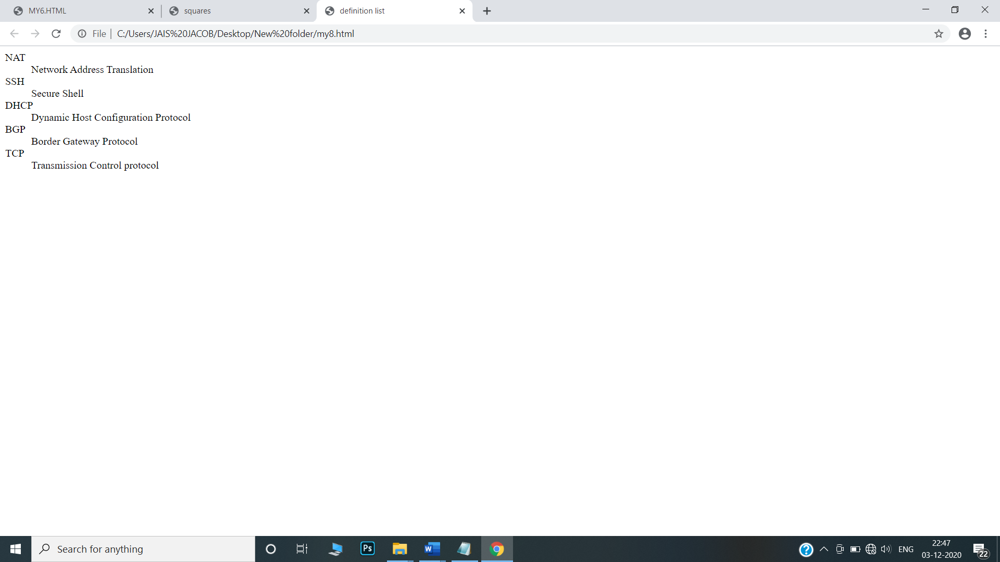 MY6.HTML
squares
definition list
File
C:/Users/JAIS%20JACOB/Desktop/New%20folder/my8.html
NAT
Network Address Translation
SSH
Secure Shell
DHCP
Dynamic Host Configuration Protocol
BGP
Border Gateway Protocol
TCP
Transmission Control protocol
Search for anything
Ps
W
?
ENG
22:47
03-12-2020
22